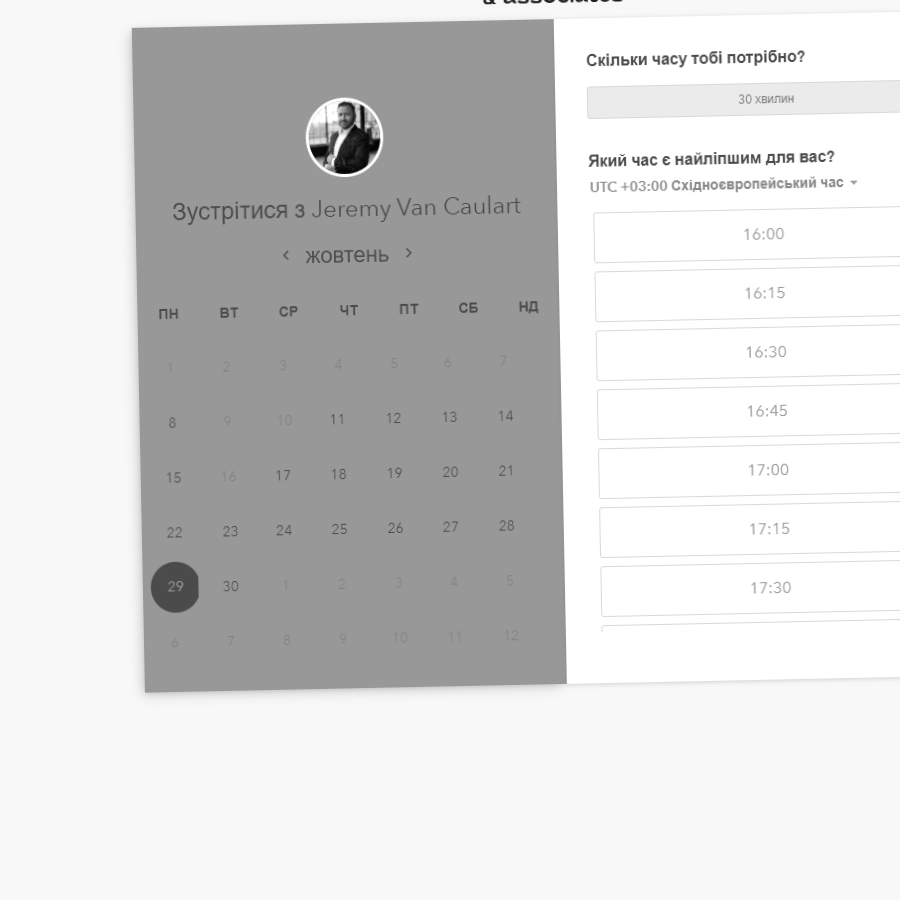 & associates
Зустрітися з Jeremy Van Caulart
жовтень
ПН ВТ СР ЧТ ПТ СБ НД
1 2 3 4 5 6 7
8 9 10 11 12 13 14
15 16 17 18 19 20 21
22 23 24 25 26 27 28
29 30 1 2 3 4 5
6 7 8 9 10 11 12
Скільки часу тобі потрібно?
30 хвилин
Який час є найліпшим для вас?
UTC +03:00 Східноєвропейський час
16:00
16:15
16:30
16:45
17:00
17:15
17:30